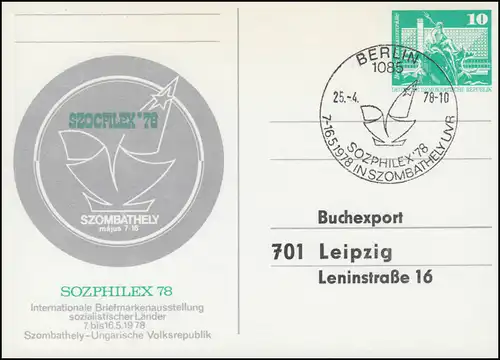 SZOCFILEX '78
SZOMBATHELY
május 7-16
SOZPHILEX 78
Internationale Briefmarkenausstellung
sozialistischer Länder
7. bis 16.5.1978
Szombathely-Ungarische Volksrepublik
BERLIN
1085
25.-4. 78-10
SOZPHILEX'78
7-16.5.1978 IN SZOMBATHELY UVR
10
DEUTSCHE DEMOKRATISCHE REPUBLIK
Buchexport
701 Leipzig
Leninstraße 16